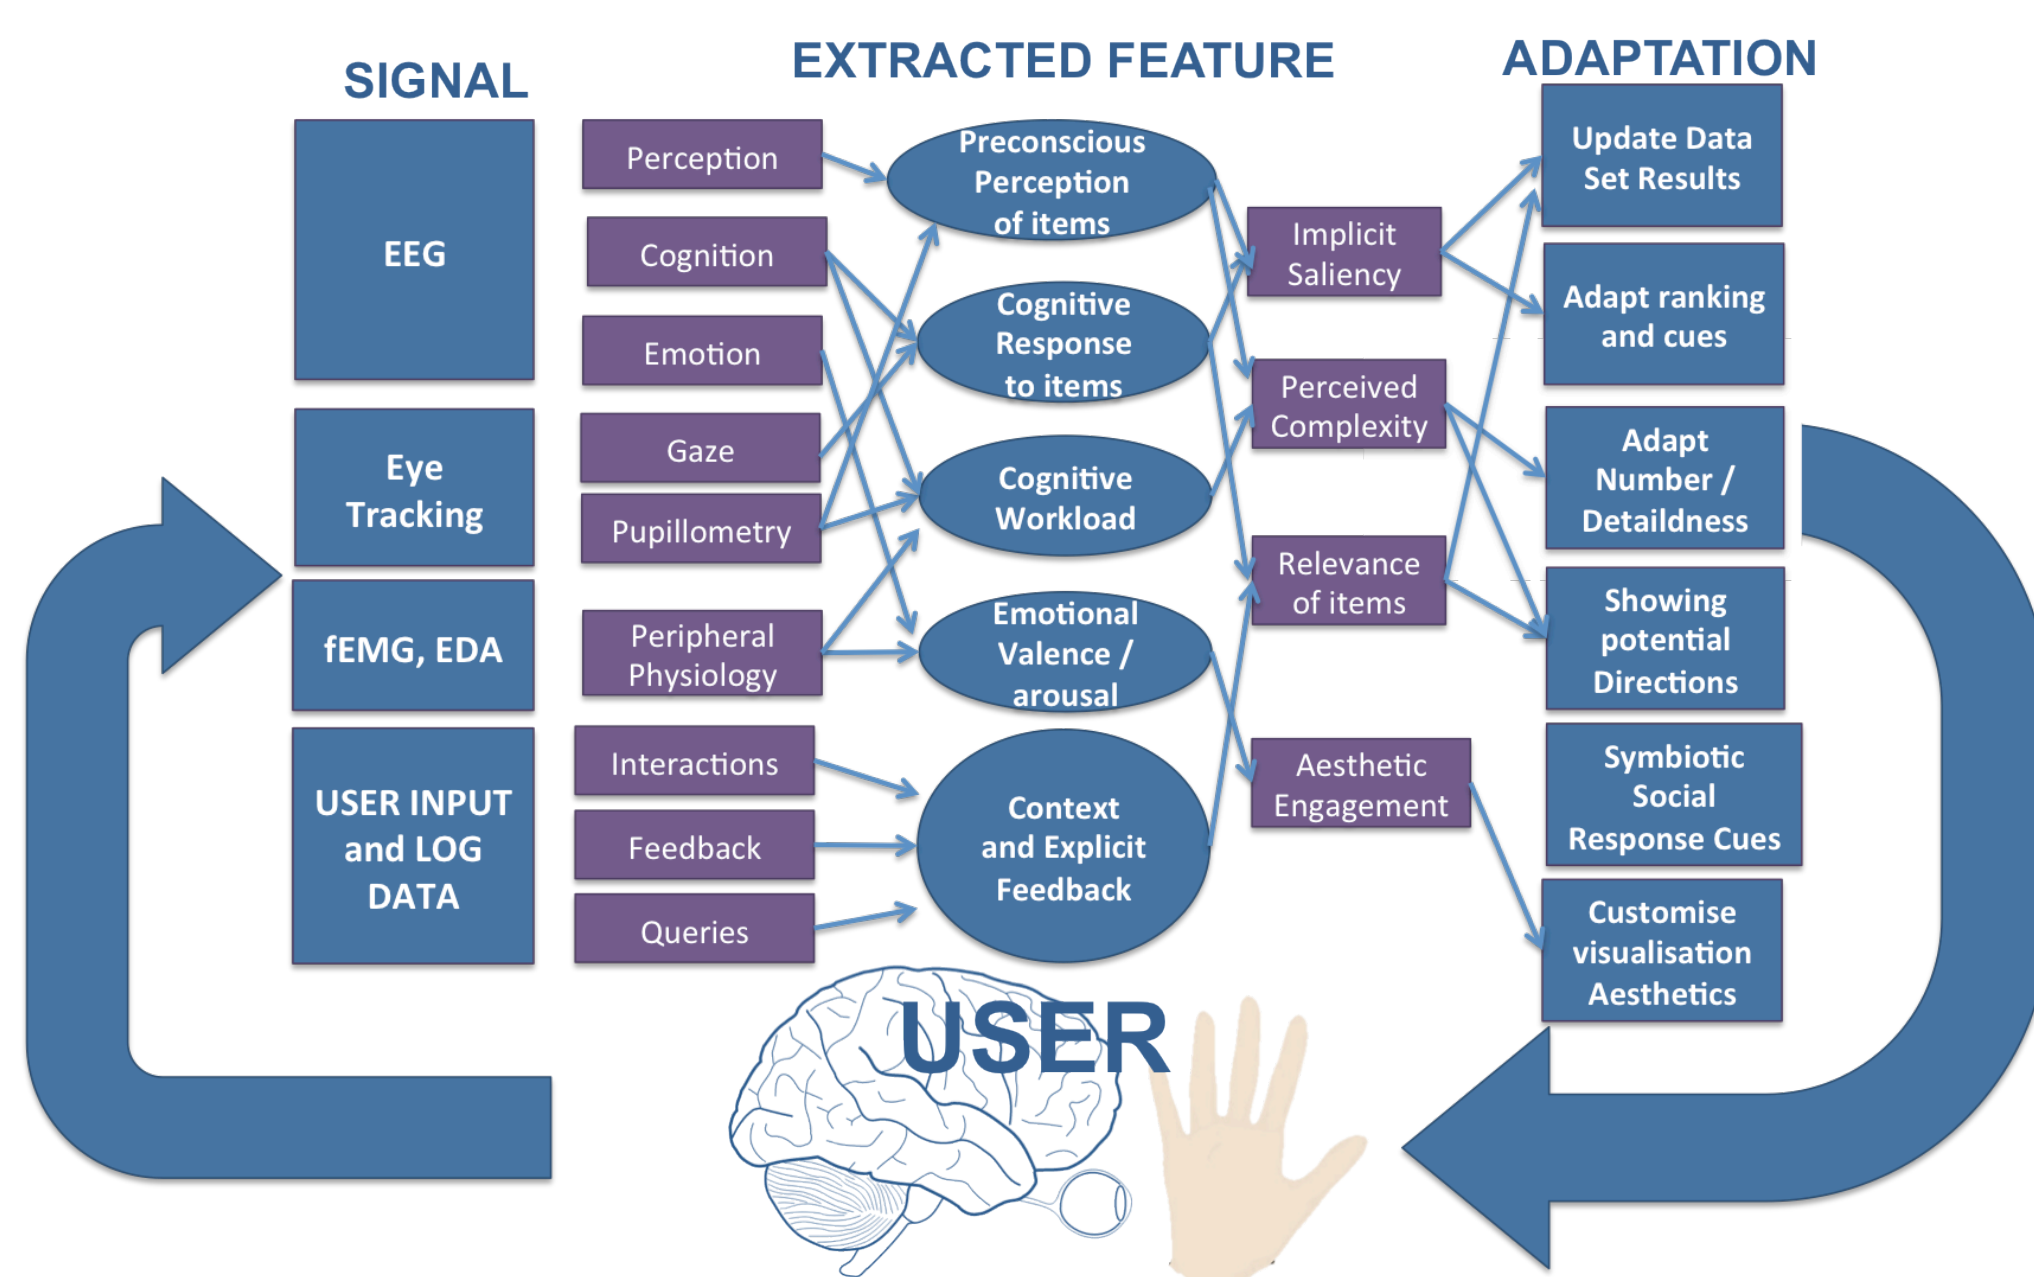 SIGNAL
EXTRACTED FEATURE
ADAPTATION
EEG
Eye
Tracking
fEMG, EDA
USER INPUT
and LOG
DATA
Perception
Cognition
Emotion
Gaze
Pupillometry
Peripheral
Physiology
Interactions
Feedback
Queries
Preconscious
Perception
of items
Cognitive
Response
to items
Cognitive
Workload
Emotional
Valence /
arousal
Context
and Explicit
Feedback
Implicit
Saliency
Perceived
Complexity
Relevance
of items
Aesthetic
Engagement
Update Data
Set Results
Adapt ranking
and cues
Adapt
Number /
Detaildness
Showing
potential
Directions
Symbiotic
Social
Response Cues
Customise
visualisation
Aesthetics
USER